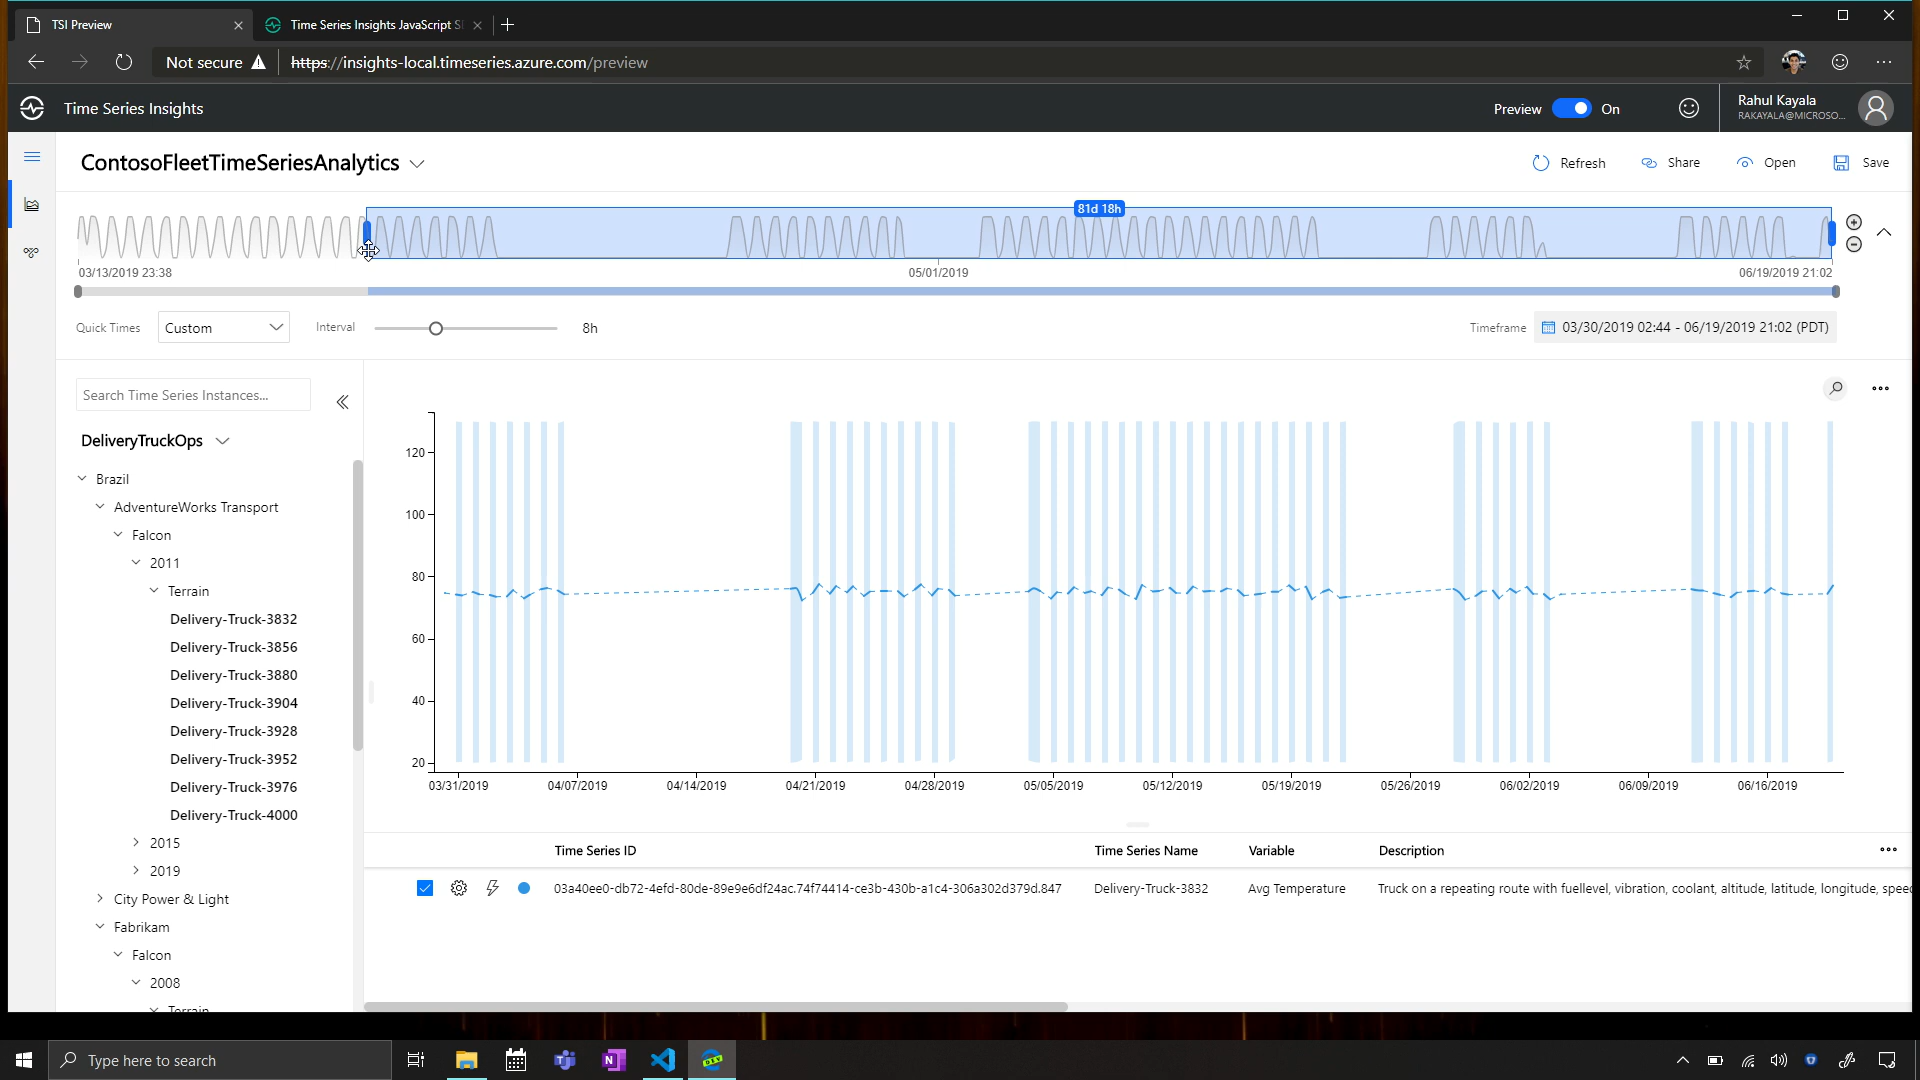 TSI Preview
Time Series Insights JavaScript S
Not secure https://insights-local.timeseries.azure.com/preview
Time Series Insights
Preview On
Rahul Kayala
RAKAYALA@MICROSO...
ContosoFleetTimeSeriesAnalytics
Refresh Share Open Save
81d 18h
03/13/2019 23:38 05/01/2019 06/19/2019 21:02
Quick Times Custom Interval 8h Timeframe 03/30/2019 02:44 - 06/19/2019 21:02 (PDT)
Search Time Series Instances...
DeliveryTruckOps
Brazil
AdventureWorks Transport
Falcon
2011
Terrain
Delivery-Truck-3832
Delivery-Truck-3856
Delivery-Truck-3880
Delivery-Truck-3904
Delivery-Truck-3928
Delivery-Truck-3952
Delivery-Truck-3976
Delivery-Truck-4000
2015
2019
City Power & Light
Fabrikam
Falcon
2008
Terrain
120
100
80
60
40
20
03/31/2019 04/07/2019 04/14/2019 04/21/2019 04/28/2019 05/05/2019 05/12/2019 05/19/2019 05/26/2019 06/02/2019 06/09/2019 06/16/2019
Time Series ID Time Series Name Variable Description
03a40ee0-db72-4efd-80de-89e9e6df24ac.74f74414-ce3b-430b-a1c4-306a302d379d.847 Delivery-Truck-3832 Avg Temperature Truck on a repeating route with fuellevel, vibration, coolant, altitude, latitude, longitude, spee
Type here to search
DEV